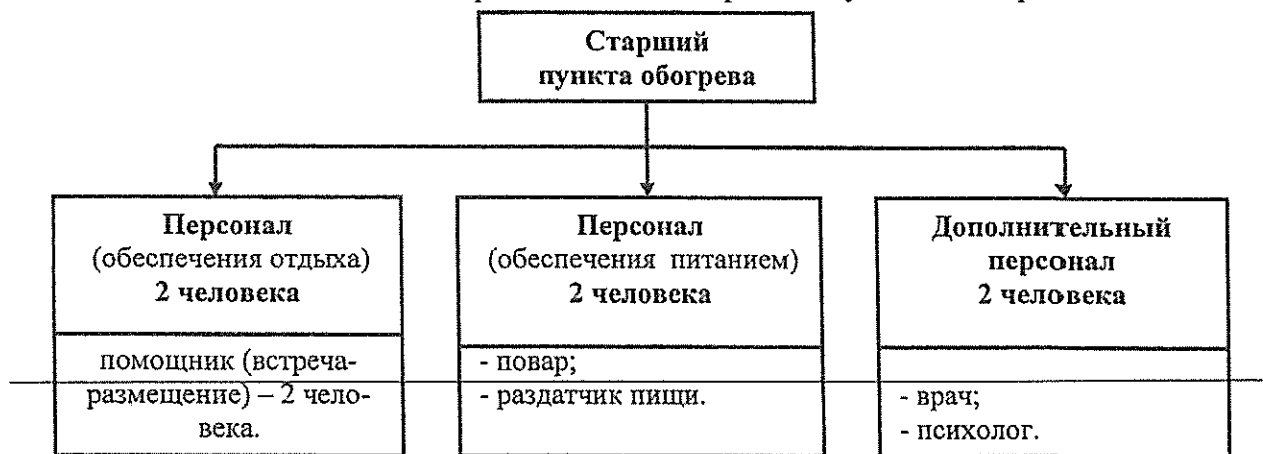 Старший
пункта обогрева
Персонал
(обеспечения отдыха)
2 человека
помощник (встреча-
размещение) – 2 чело-
века.
Персонал
(обеспечения питанием)
2 человека
- повар;
- раздатчик пищи.
Дополнительный
персонал
2 человека
- врач;
- психолог.